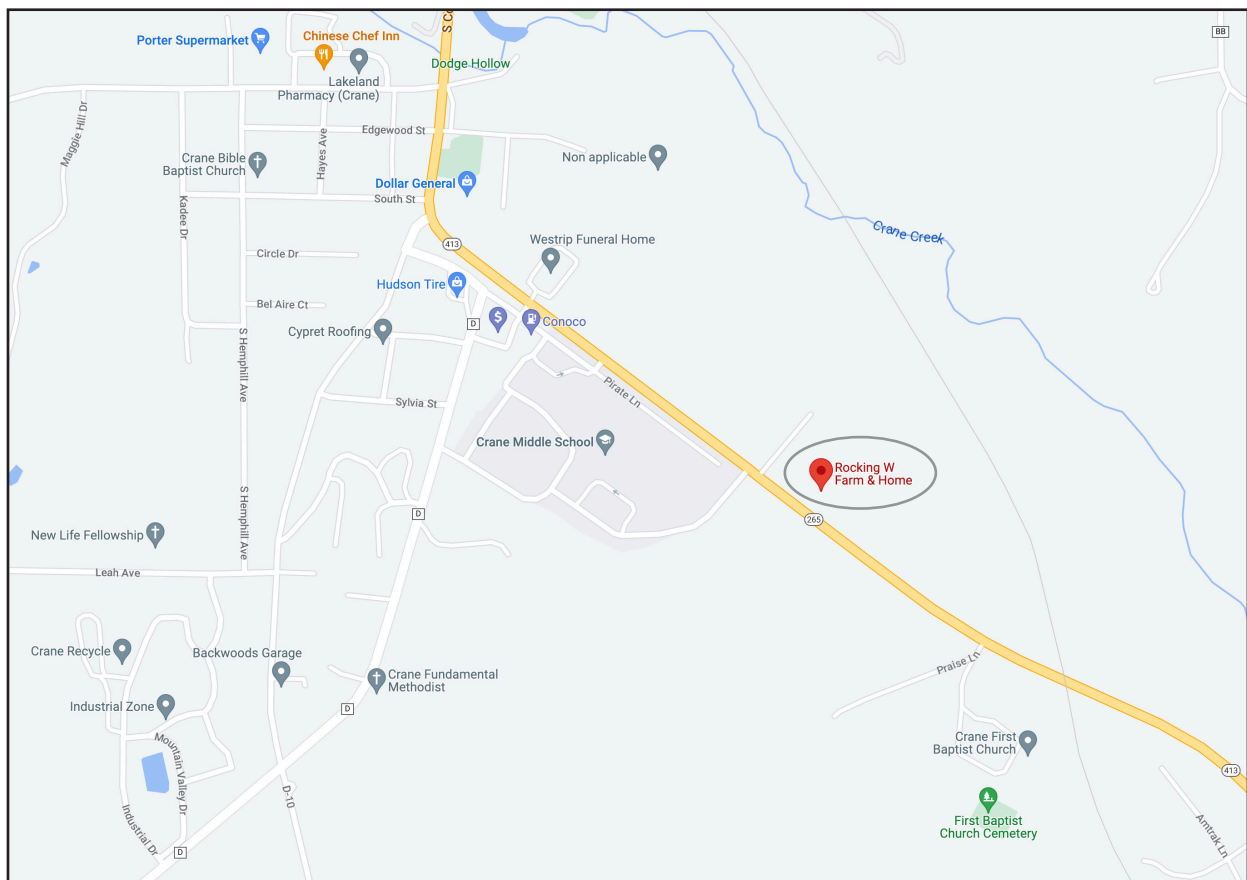 Porter Supermarket
Chinese Chef Inn
S Co
BB
Dodge Hollow
Lakeland
Pharmacy (Crane)
Maggie Hill Dr
Hayes Ave
Edgewood St
Crane Bible
Baptist Church
Non applicable
Dollar General
South St
Kadee Dr
Crane Creek
413
Westrip Funeral Home
Circle Dr
Hudson Tire
Bel Aire Ct
Cypret Roofing
D
$
Conoco
S Hemphill Ave
Pirate Ln
Sylvia St
Crane Middle School
Rocking W
Farm & Home
S Hemphill Ave
D
265
New Life Fellowship
Leah Ave
Crane Recycle
Backwoods Garage
Praise Ln
Crane Fundamental
Methodist
Industrial Zone
D
Crane First
Baptist Church
Mountain Valley Dr
413
D-10
First Baptist
Church Cemetery
Industrial Dr
Amtrak Ln
D